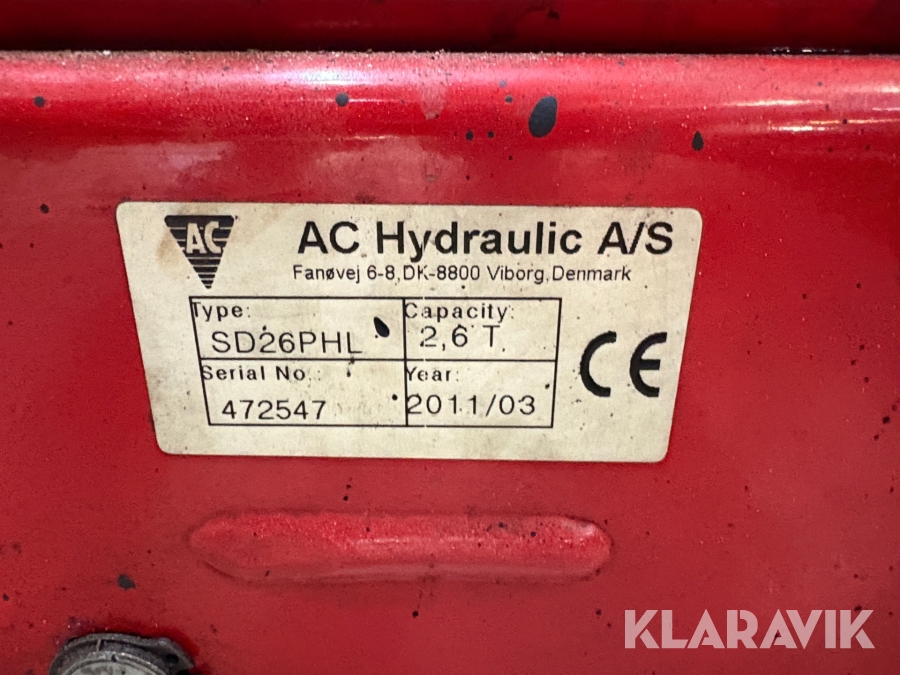 AC
AC Hydraulic A/S
Fanøvej 6-8, DK-8800 Viborg, Denmark
Type: Capacity:
SD26PHL 2,6 T.
Serial No.: Year:
472547 2011/03
CE
KLARAVIK